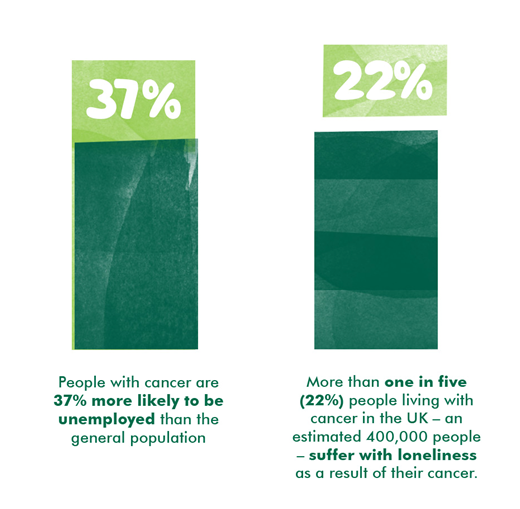 37%
People with cancer are
37% more likely to be
unemployed than the
general population
22%
More than one in five
(22%) people living with
cancer in the UK – an
estimated 400,000 people
– suffer with loneliness
as a result of their cancer.